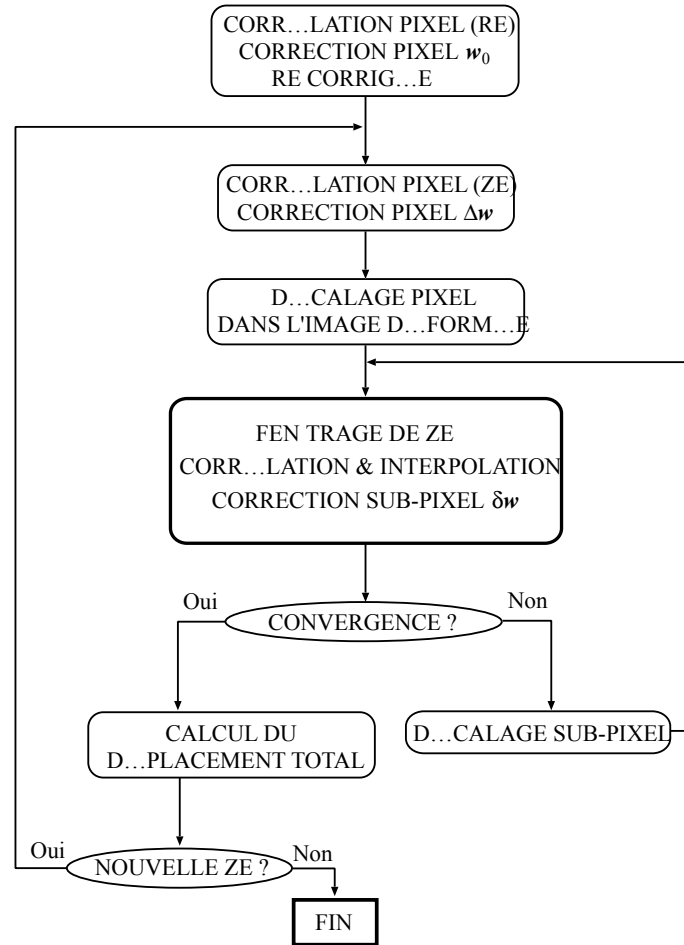 CORR…LATION PIXEL (RE)
CORRECTION PIXEL w0
RE CORRIG…E
CORR…LATION PIXEL (ZE)
CORRECTION PIXEL Δw
D…CALAGE PIXEL
DANS L'IMAGE D…FORM…E
FEN TRAGE DE ZE
CORR…LATION & INTERPOLATION
CORRECTION SUB-PIXEL δw
Oui
Non
CONVERGENCE ?
CALCUL DU
D…PLACEMENT TOTAL
D…CALAGE SUB-PIXEL
Oui
Non
NOUVELLE ZE ?
FIN